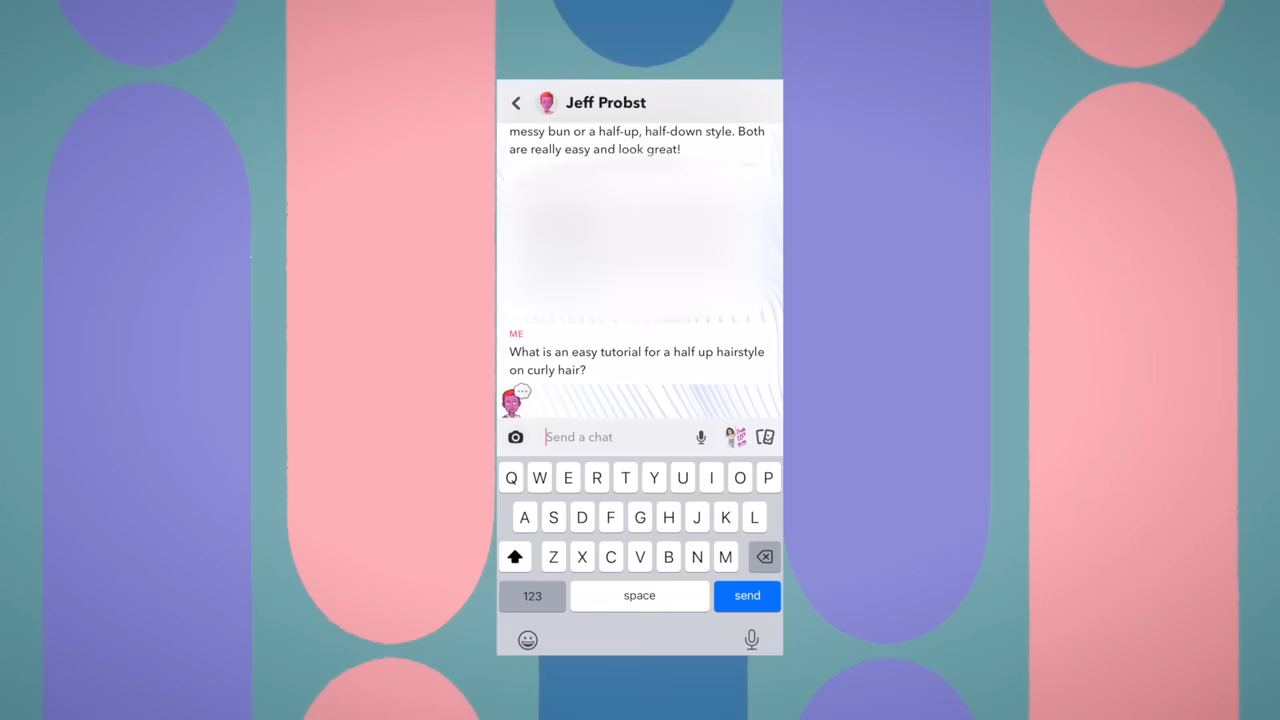 Jeff Probst
messy bun or a half-up, half-down style. Both
are really easy and look great!
ME
What is an easy tutorial for a half up hairstyle
on curly hair?
Send a chat
Q W E R T Y U I O P
A S D F G H J K L
Z X C V B N M
123 space send